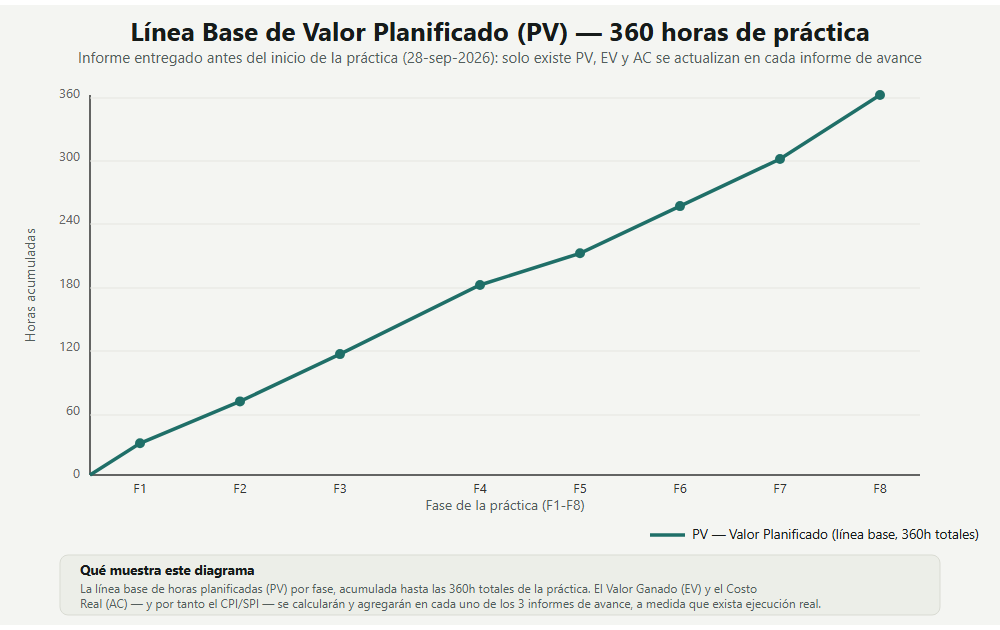 Línea Base de Valor Planificado (PV) — 360 horas de práctica
Informe entregado antes del inicio de la práctica (28-sep-2026): solo existe PV, EV y AC se actualizan en cada informe de avance
360
300
240
180
120
60
0
Horas acumuladas
F1 F2 F3 F4 F5 F6 F7 F8
Fase de la práctica (F1-F8)
PV — Valor Planificado (línea base, 360h totales)
Qué muestra este diagrama
La línea base de horas planificadas (PV) por fase, acumulada hasta las 360h totales de la práctica. El Valor Ganado (EV) y el Costo
Real (AC) — y por tanto el CPI/SPI — se calcularán y agregarán en cada uno de los 3 informes de avance, a medida que exista ejecución real.